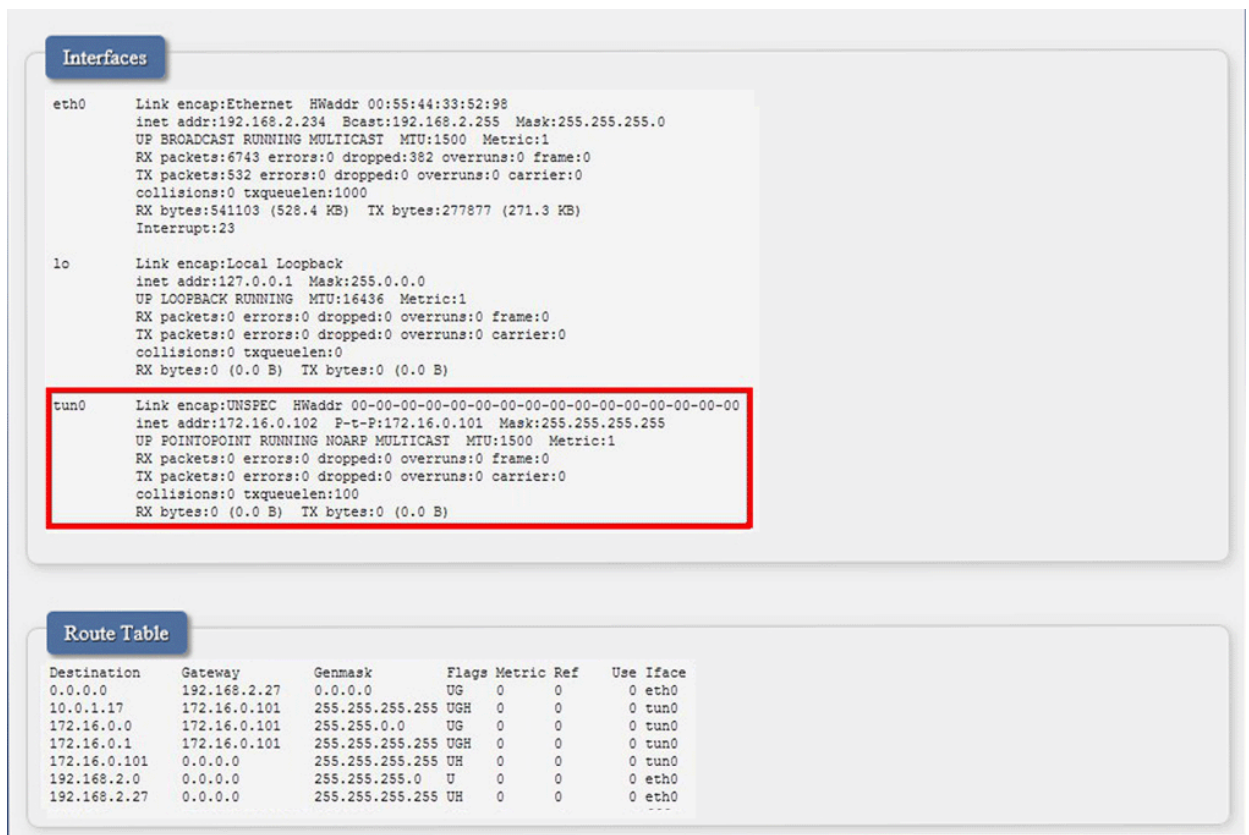 Interfaces
eth0      Link encap:Ethernet  HWaddr 00:55:44:33:52:98
          inet addr:192.168.2.234  Bcast:192.168.2.255  Mask:255.255.255.0
          UP BROADCAST RUNNING MULTICAST  MTU:1500  Metric:1
          RX packets:6743 errors:0 dropped:382 overruns:0 frame:0
          TX packets:532 errors:0 dropped:0 overruns:0 carrier:0
          collisions:0 txqueuelen:1000
          RX bytes:541103 (528.4 KB)  TX bytes:277877 (271.3 KB)
          Interrupt:23
lo        Link encap:Local Loopback
          inet addr:127.0.0.1  Mask:255.0.0.0
          UP LOOPBACK RUNNING  MTU:16436  Metric:1
          RX packets:0 errors:0 dropped:0 overruns:0 frame:0
          TX packets:0 errors:0 dropped:0 overruns:0 carrier:0
          collisions:0 txqueuelen:0
          RX bytes:0 (0.0 B)  TX bytes:0 (0.0 B)
tun0      Link encap:UNSPEC  HWaddr 00-00-00-00-00-00-00-00-00-00-00-00-00-00-00-00
          inet addr:172.16.0.102  P-t-P:172.16.0.101  Mask:255.255.255.255
          UP POINTOPOINT RUNNING NOARP MULTICAST  MTU:1500  Metric:1
          RX packets:0 errors:0 dropped:0 overruns:0 frame:0
          TX packets:0 errors:0 dropped:0 overruns:0 carrier:0
          collisions:0 txqueuelen:100
          RX bytes:0 (0.0 B)  TX bytes:0 (0.0 B)
Route Table
Destination     Gateway         Genmask         Flags Metric Ref    Use Iface
0.0.0.0         192.168.2.27    0.0.0.0         UG    0      0        0 eth0
10.0.1.17       172.16.0.101    255.255.255.255 UGH   0      0        0 tun0
172.16.0.0      172.16.0.101    255.255.0.0     UG    0      0        0 tun0
172.16.0.1      172.16.0.101    255.255.255.255 UGH   0      0        0 tun0
172.16.0.101    0.0.0.0         255.255.255.255 UH    0      0        0 tun0
192.168.2.0     0.0.0.0         255.255.255.0   U     0      0        0 eth0
192.168.2.27    0.0.0.0         255.255.255.255 UH    0      0        0 eth0